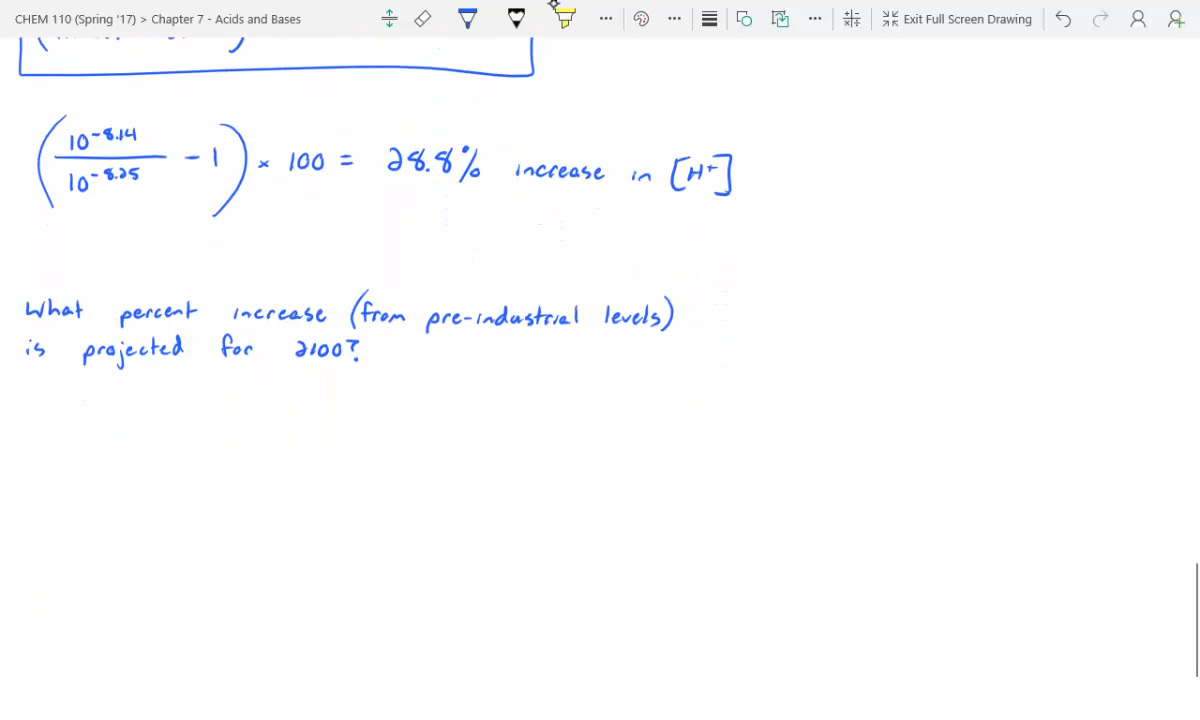 CHEM 110 (Spring '17) > Chapter 7 - Acids and Bases
Exit Full Screen Drawing
(10^-8.14 / 10^-8.25 - 1) × 100 = 28.8% increase in [H+]
What percent increase (from pre-industrial levels)
is projected for 2100?